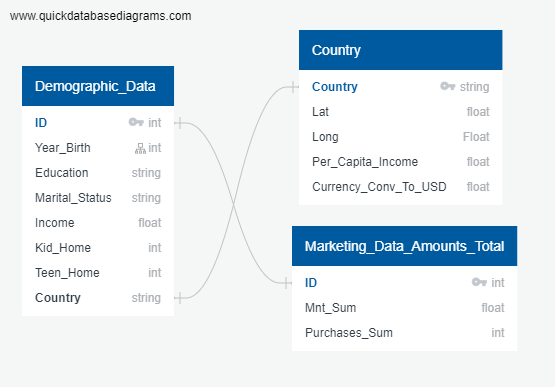 www.quickdatabasediagrams.com
Demographic_Data
ID int
Year_Birth int
Education string
Marital_Status string
Income float
Kid_Home int
Teen_Home int
Country string
Country
Country string
Lat float
Long Float
Per_Capita_Income float
Currency_Conv_To_USD float
Marketing_Data_Amounts_Total
ID int
Mnt_Sum float
Purchases_Sum int